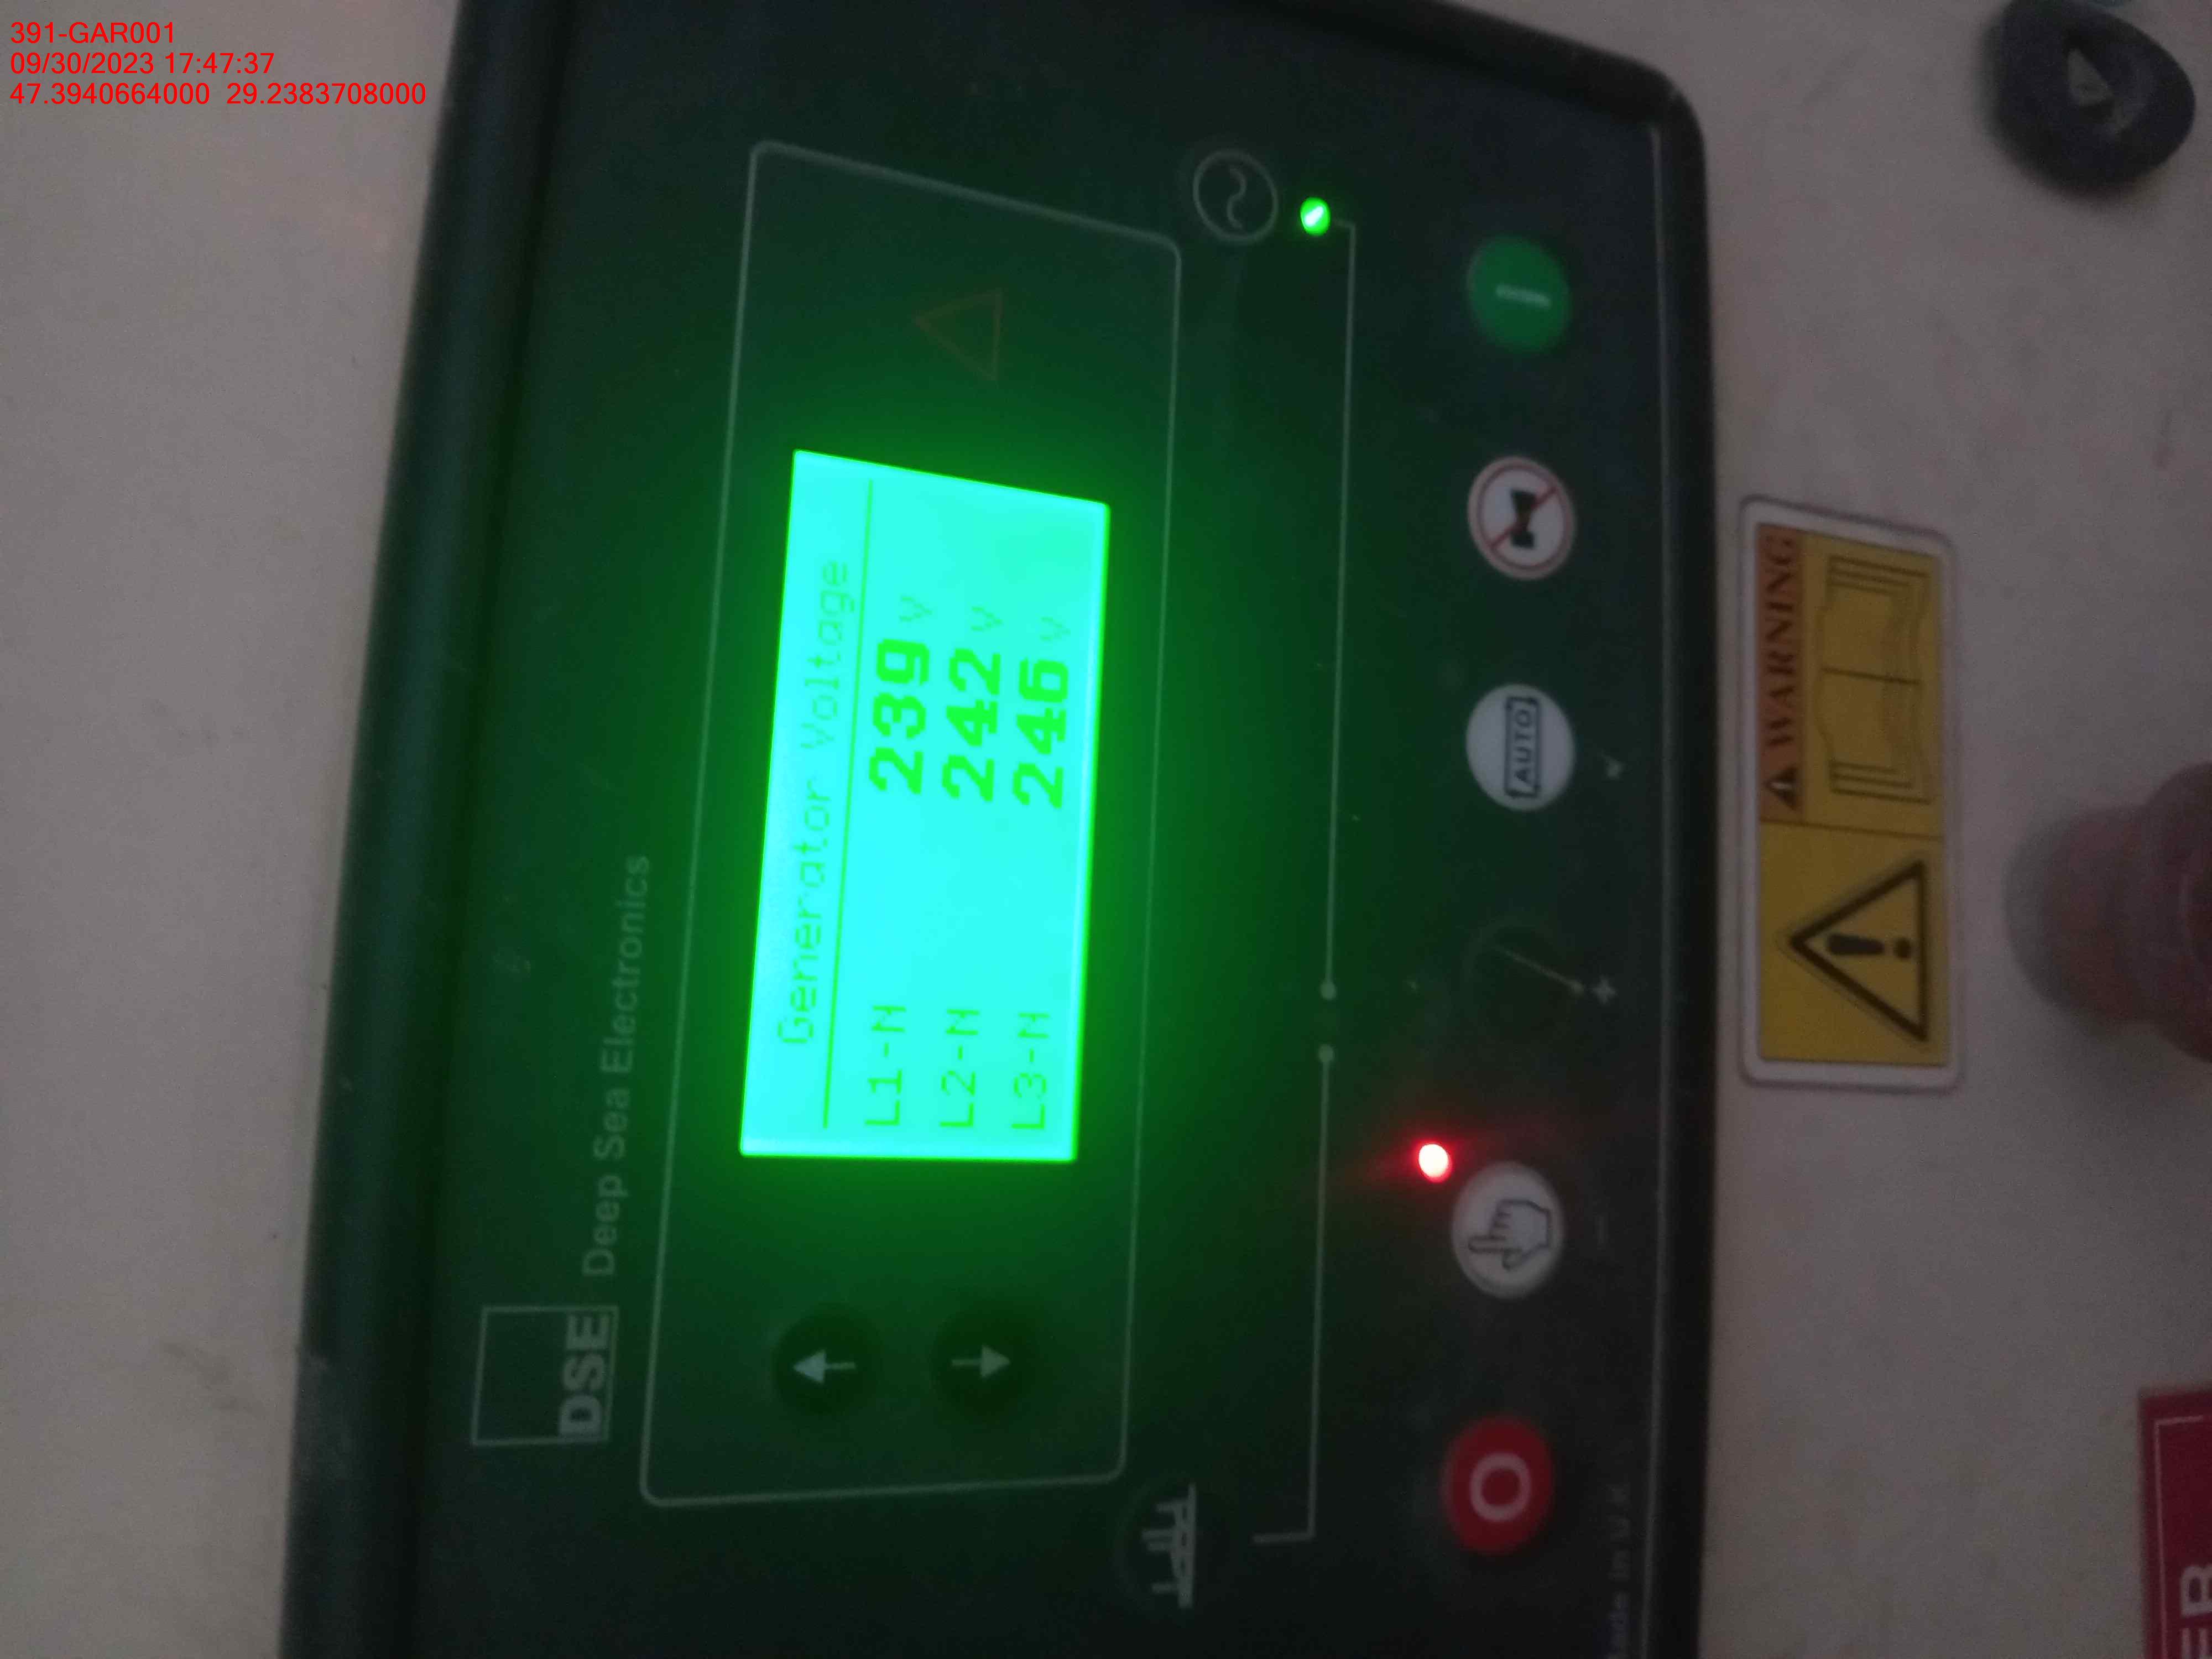 391-GAR001
09/30/2023 17:47:37
47.3940664000 29.2383708000
DSE Deep Sea Electronics
Generator Voltage
L1-N 239 V
L2-N 242 V
L3-N 246 V
AUTO
WARNING